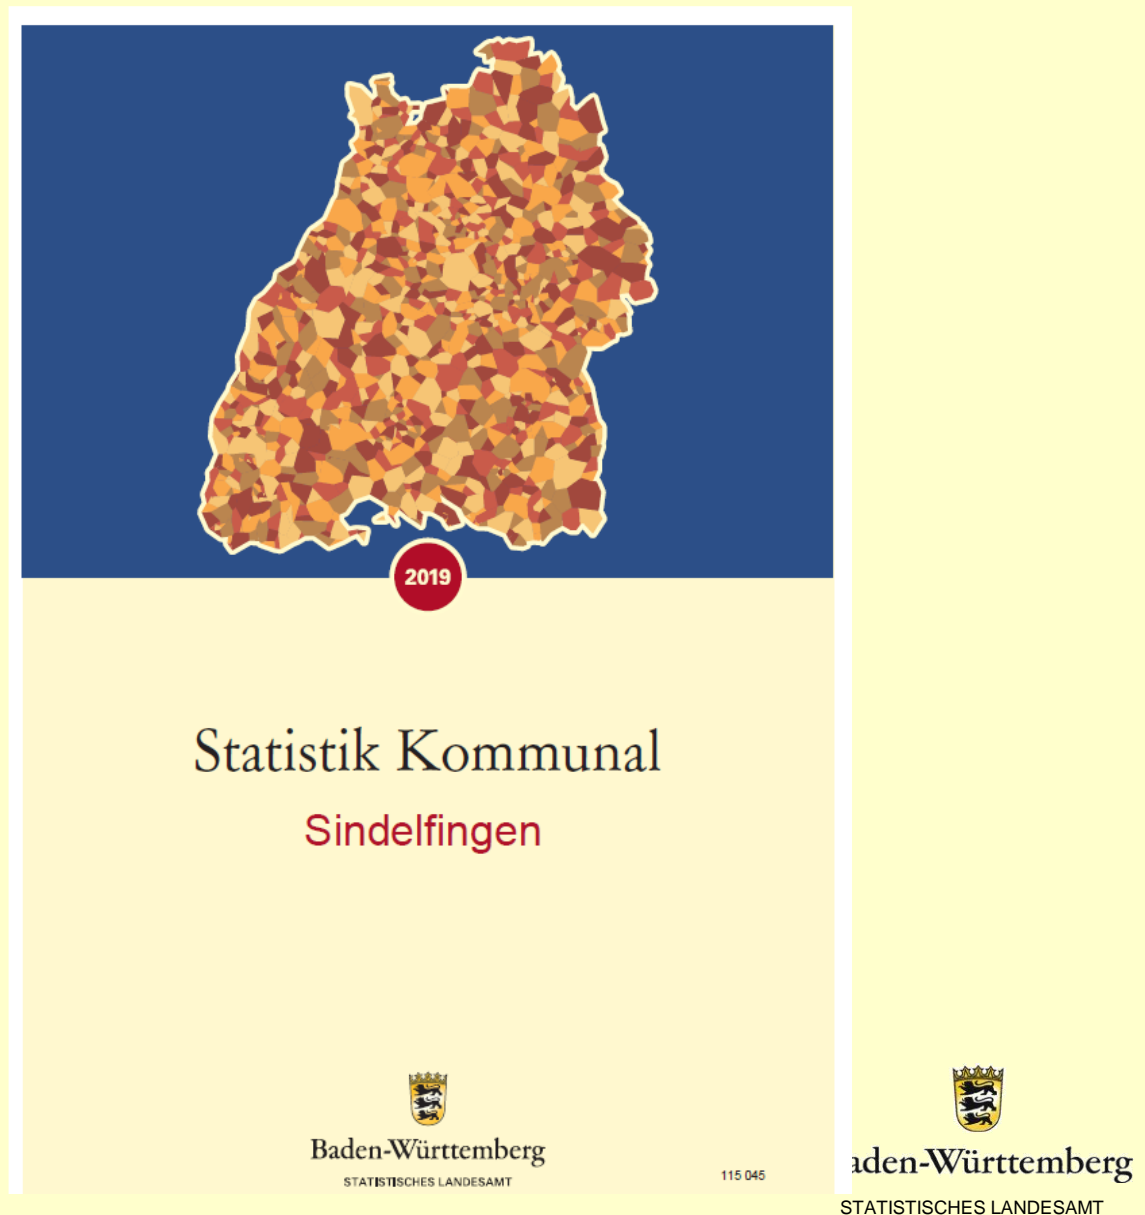 2019
Statistik Kommunal
Sindelfingen
Baden-Württemberg
STATISTISCHES LANDESAMT
115 045
aden-Württemberg
STATISTISCHES LANDESAMT